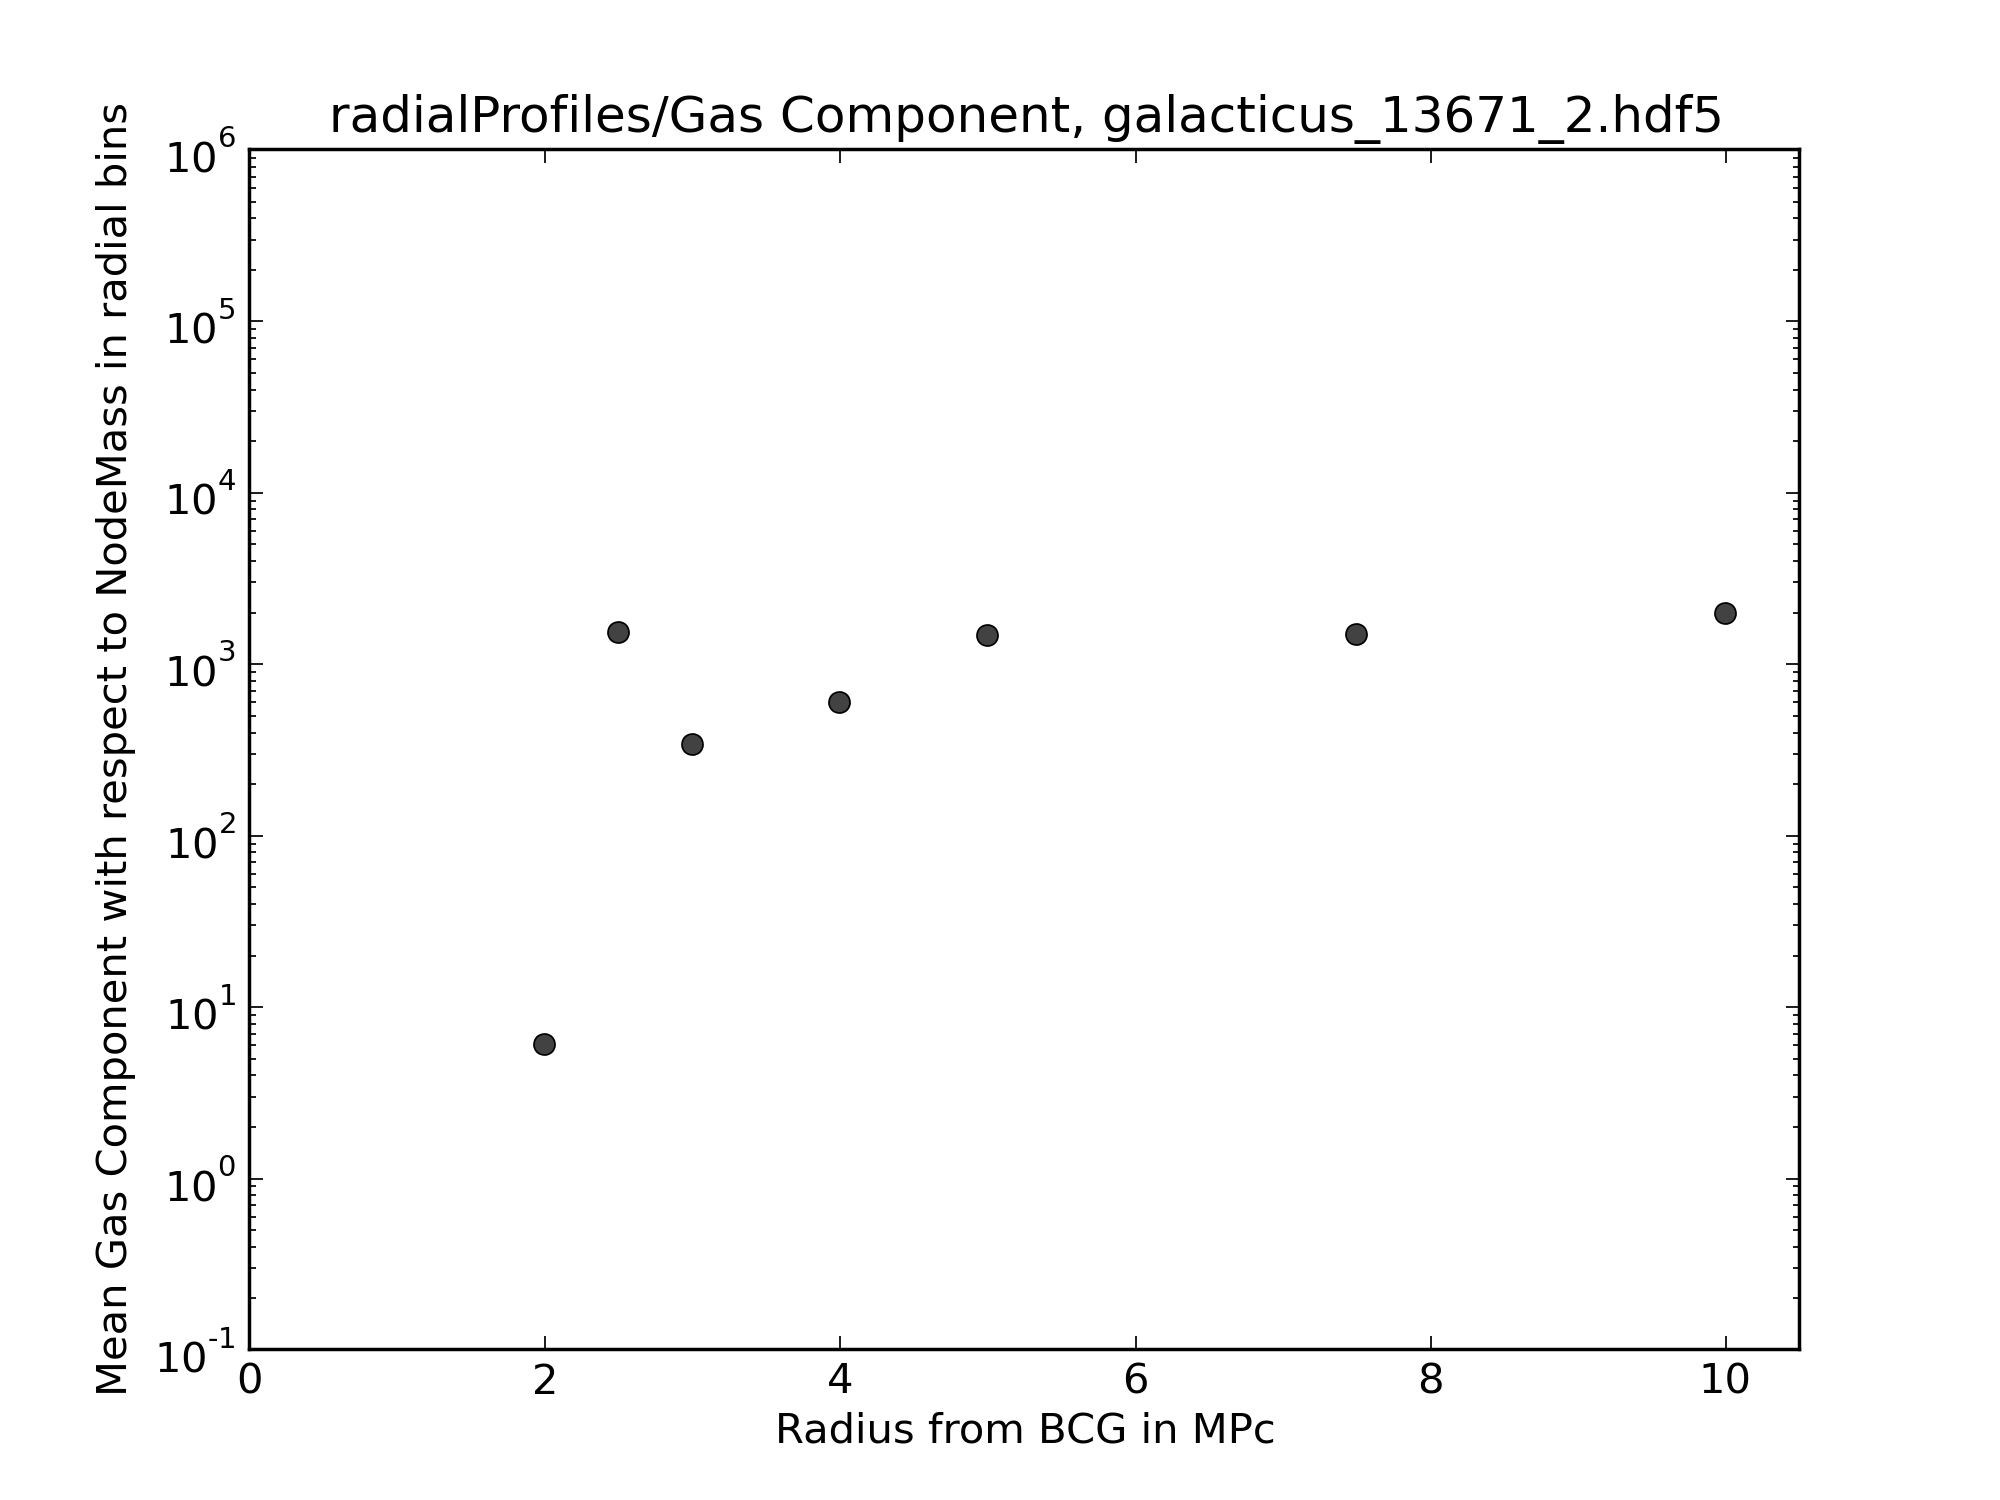 radialProfiles/Gas Component, galacticus_13671_2.hdf5
Mean Gas Component with respect to NodeMass in radial bins
10^6
10^5
10^4
10^3
10^2
10^1
10^0
10^-1
0 2 4 6 8 10
Radius from BCG in MPc